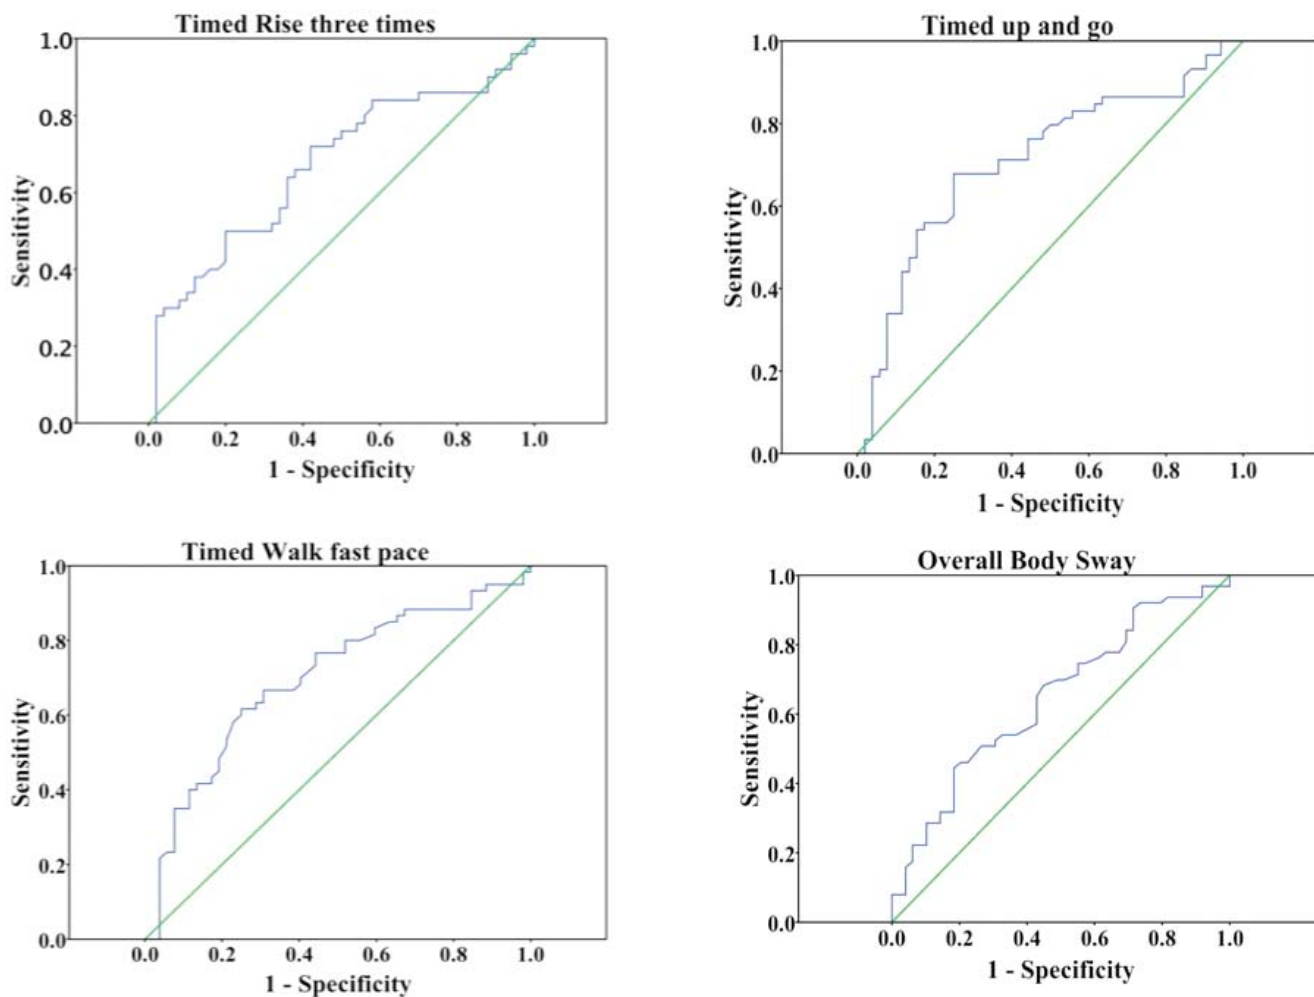 Timed Rise three times
1.0
0.8
0.6
0.4
0.2
0.0
Sensitivity
0.0 0.2 0.4 0.6 0.8 1.0
1 - Specificity
Timed up and go
1.0
0.8
0.6
0.4
0.2
0.0
Sensitivity
0.0 0.2 0.4 0.6 0.8 1.0
1 - Specificity
Timed Walk fast pace
1.0
0.8
0.6
0.4
0.2
0.0
Sensitivity
0.0 0.2 0.4 0.6 0.8 1.0
1 - Specificity
Overall Body Sway
1.0
0.8
0.6
0.4
0.2
0.0
Sensitivity
0.0 0.2 0.4 0.6 0.8 1.0
1 - Specificity